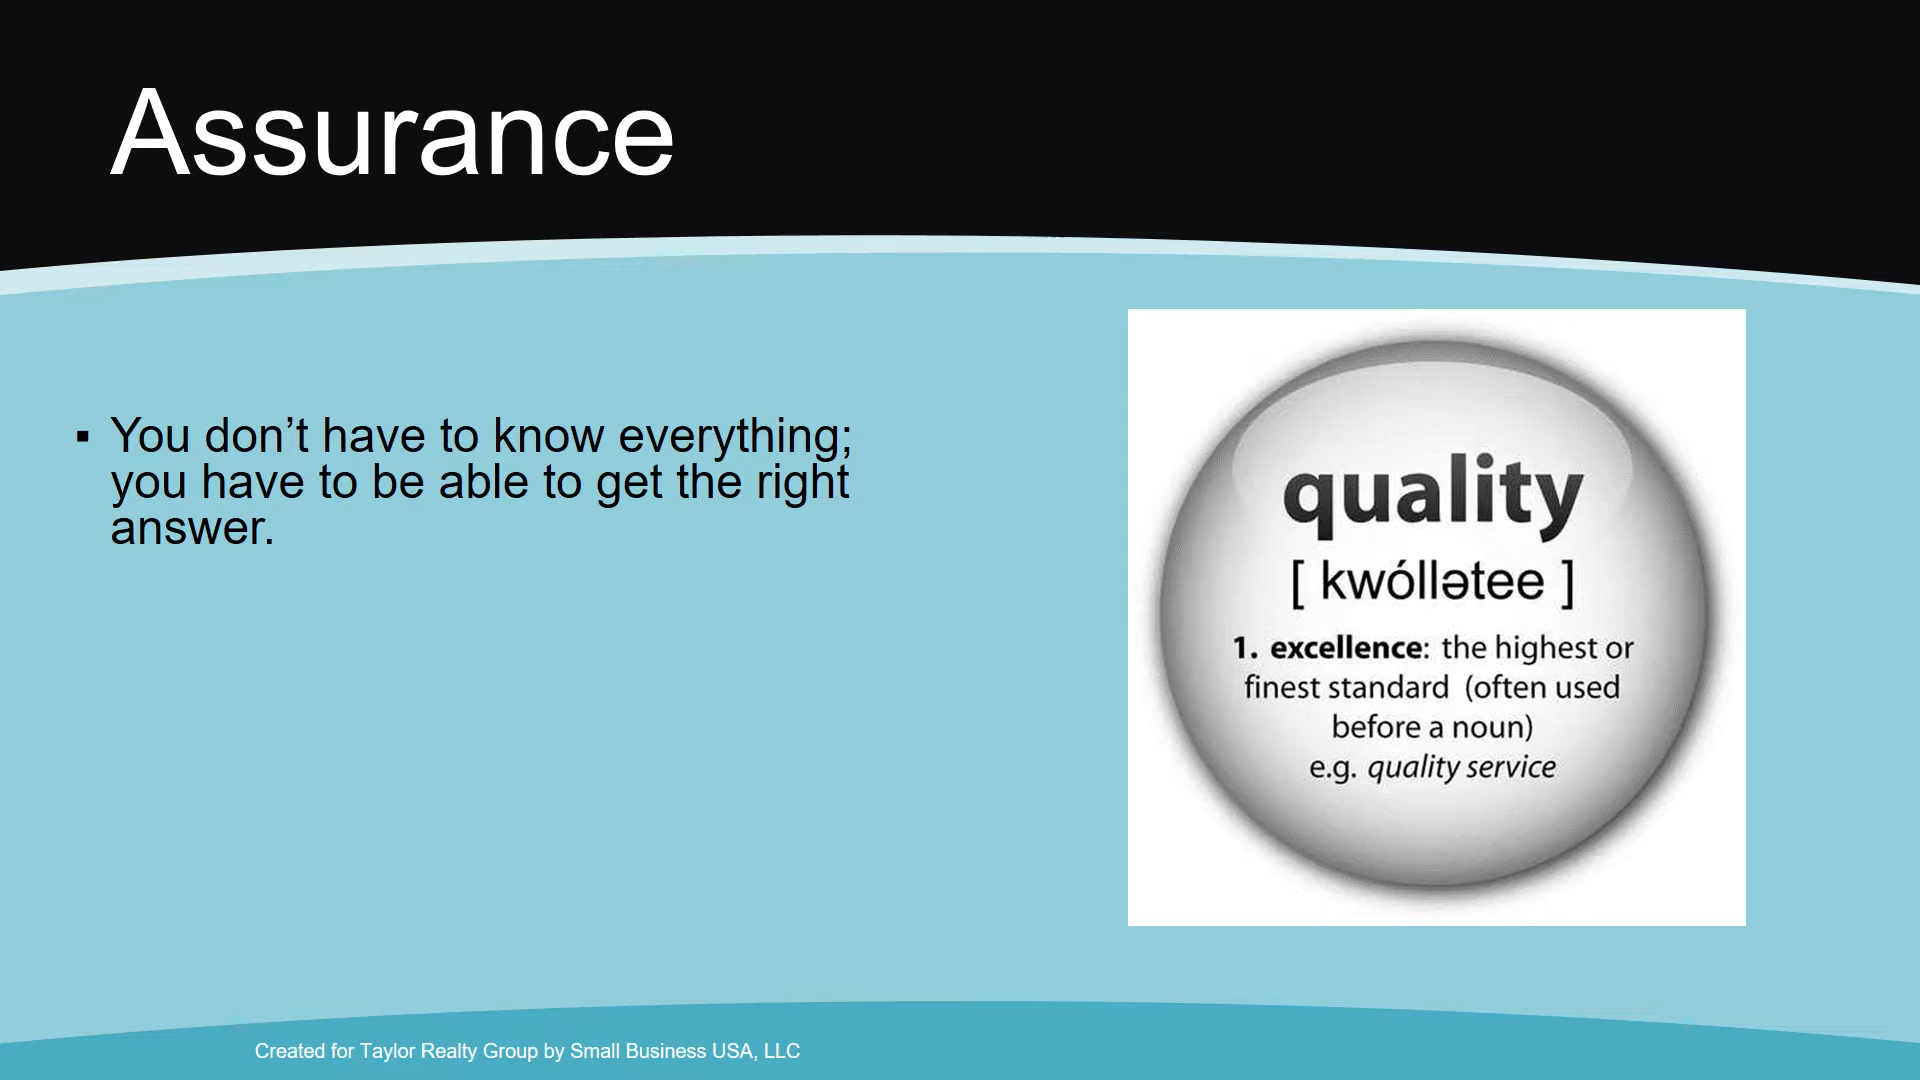 Assurance
▪ You don’t have to know everything;
you have to be able to get the right
answer.
quality
[ kwóllətee ]
1. excellence: the highest or
finest standard (often used
before a noun)
e.g. quality service
Created for Taylor Realty Group by Small Business USA, LLC